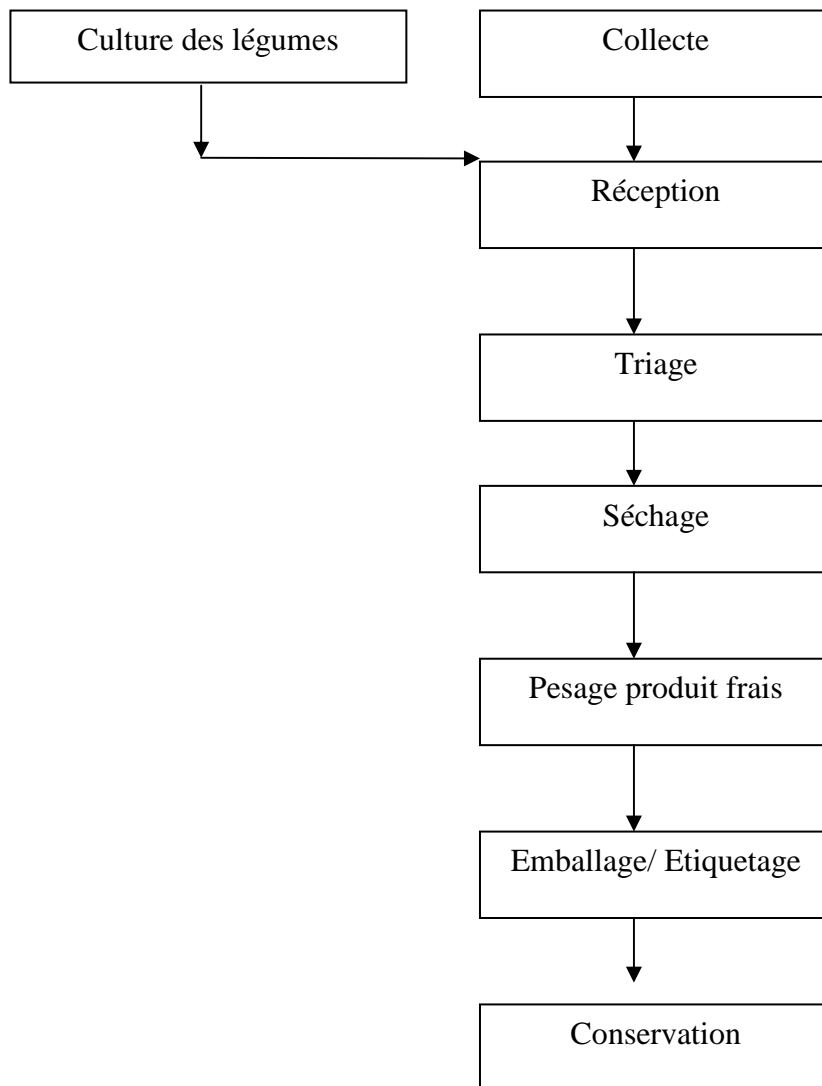 Culture des légumes
Collecte
Réception
Triage
Séchage
Pesage produit frais
Emballage/ Etiquetage
Conservation